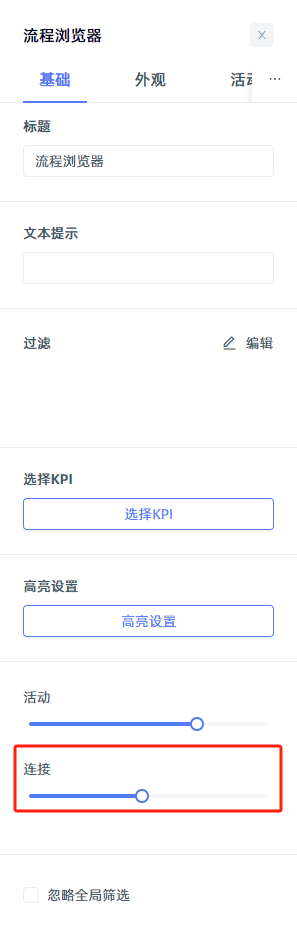 流程浏览器
基础 外观 活动 ···
标题
流程浏览器
文本提示
过滤 编辑
选择KPI
选择KPI
高亮设置
高亮设置
活动
连接
忽略全局筛选